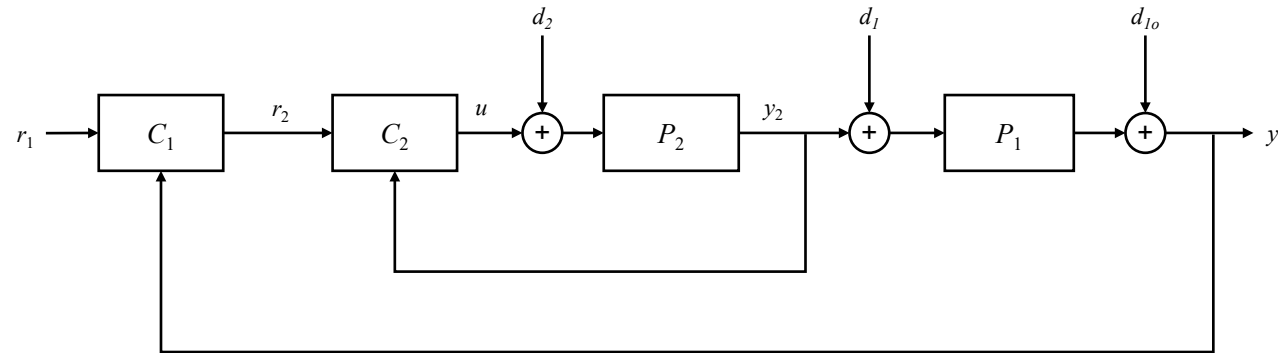 d₂ d₁ d₁ₒ
r₁ C₁ r₂ C₂ u + P₂ y₂ + P₁ + y